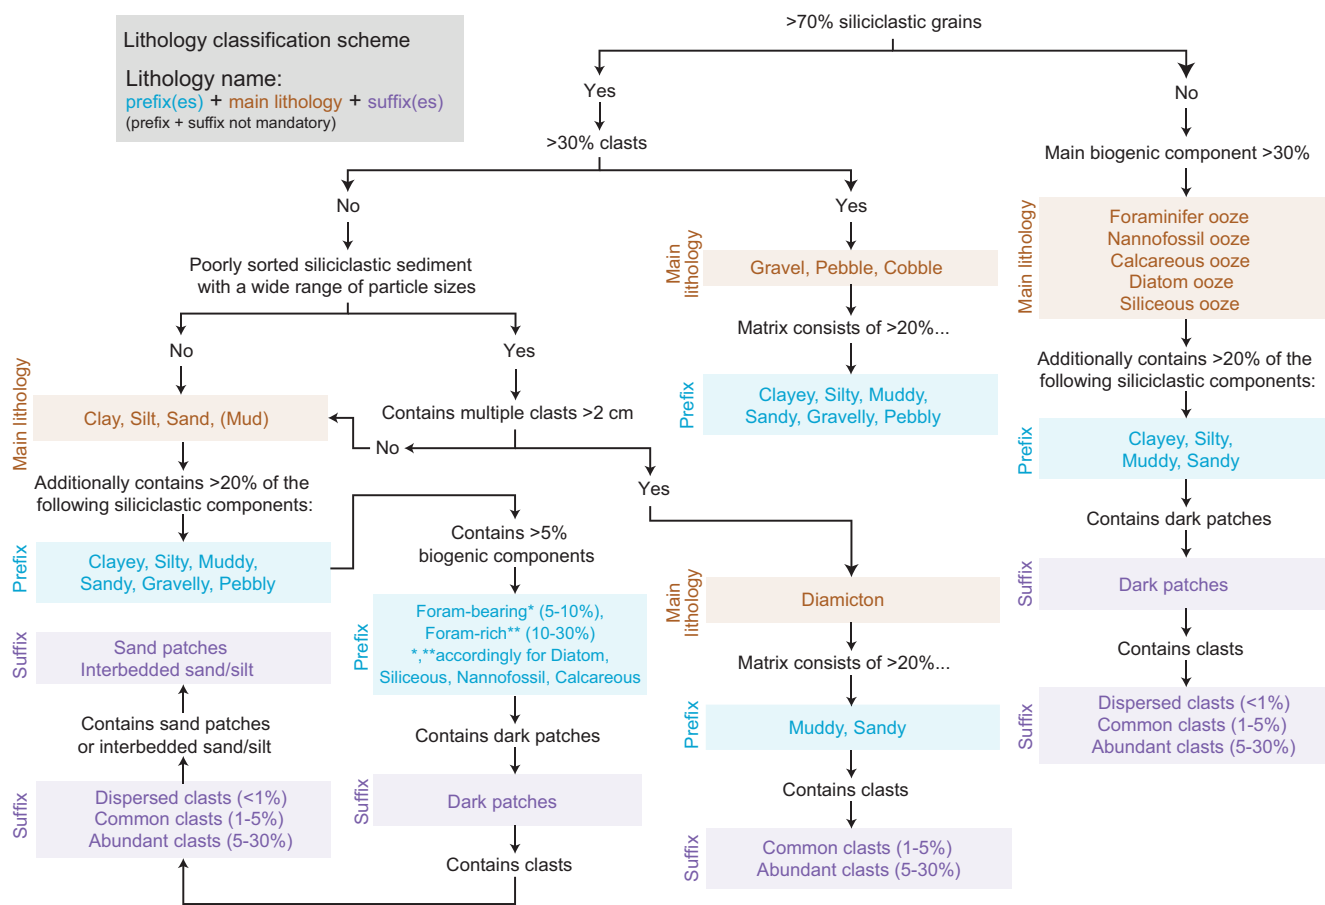 Lithology classification scheme
Lithology name:
prefix(es) + main lithology + suffix(es)
(prefix + suffix not mandatory)
>70% siliciclastic grains
Yes
No
>30% clasts
Main biogenic component >30%
No
Yes
Main lithology
Foraminifer ooze
Nannofossil ooze
Calcareous ooze
Diatom ooze
Siliceous ooze
Poorly sorted siliciclastic sediment
with a wide range of particle sizes
Main
lithology
Gravel, Pebble, Cobble
Matrix consists of >20%...
Prefix
Clayey, Silty, Muddy,
Sandy, Gravelly, Pebbly
No
Yes
Additionally contains >20% of the
following siliciclastic components:
Prefix
Clayey, Silty,
Muddy, Sandy
Contains dark patches
Suffix
Dark patches
Contains clasts
Suffix
Dispersed clasts (<1%)
Common clasts (1-5%)
Abundant clasts (5-30%)
Main lithology
Clay, Silt, Sand, (Mud)
Contains multiple clasts >2 cm
No
Yes
Additionally contains >20% of the
following siliciclastic components:
Prefix
Clayey, Silty, Muddy,
Sandy, Gravelly, Pebbly
Contains >5%
biogenic components
Prefix
Foram-bearing* (5-10%),
Foram-rich** (10-30%)
*,**accordingly for Diatom,
Siliceous, Nannofossil, Calcareous
Contains dark patches
Suffix
Dark patches
Contains clasts
Suffix
Dispersed clasts (<1%)
Common clasts (1-5%)
Abundant clasts (5-30%)
Contains sand patches
or interbedded sand/silt
Suffix
Sand patches
Interbedded sand/silt
Main
lithology
Diamicton
Matrix consists of >20%...
Prefix
Muddy, Sandy
Contains clasts
Suffix
Common clasts (1-5%)
Abundant clasts (5-30%)